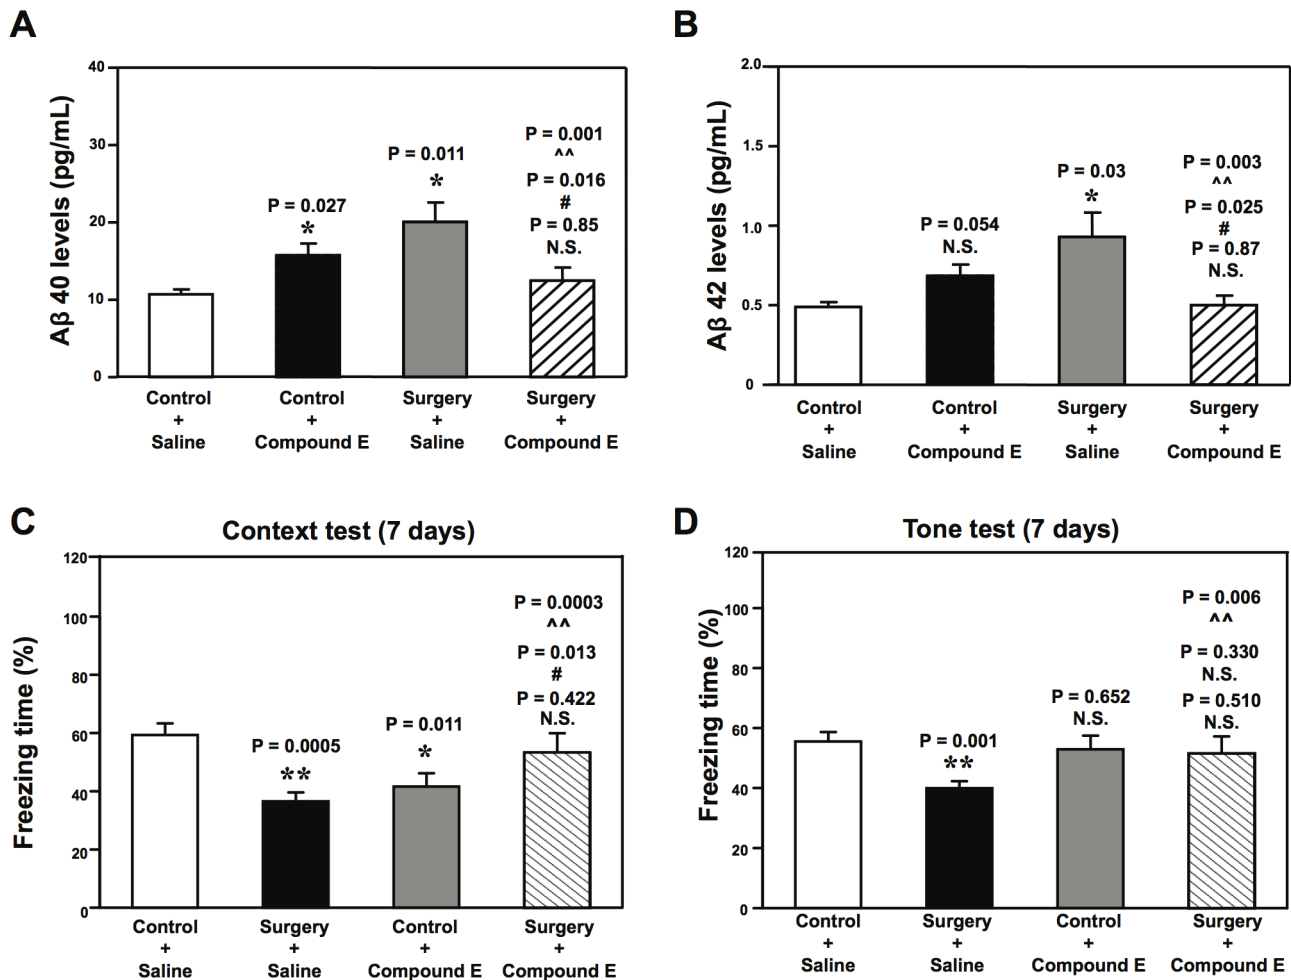 A
Aβ 40 levels (pg/mL)
40
30
20
10
0
P = 0.027
*
P = 0.011
*
P = 0.001
^^
P = 0.016
#
P = 0.85
N.S.
Control
+
Saline
Control
+
Compound E
Surgery
+
Saline
Surgery
+
Compound E
B
Aβ 42 levels (pg/mL)
2.0
1.5
1.0
0.5
0
P = 0.054
N.S.
P = 0.03
*
P = 0.003
^^
P = 0.025
#
P = 0.87
N.S.
Control
+
Saline
Control
+
Compound E
Surgery
+
Saline
Surgery
+
Compound E
C
Context test (7 days)
Freezing time (%)
120
100
80
60
40
20
0
P = 0.0005
**
P = 0.011
*
P = 0.0003
^^
P = 0.013
#
P = 0.422
N.S.
Control
+
Saline
Surgery
+
Saline
Control
+
Compound E
Surgery
+
Compound E
D
Tone test (7 days)
Freezing time (%)
120
100
80
60
40
20
0
P = 0.001
**
P = 0.652
N.S.
P = 0.006
^^
P = 0.330
N.S.
P = 0.510
N.S.
Control
+
Saline
Surgery
+
Saline
Control
+
Compound E
Surgery
+
Compound E